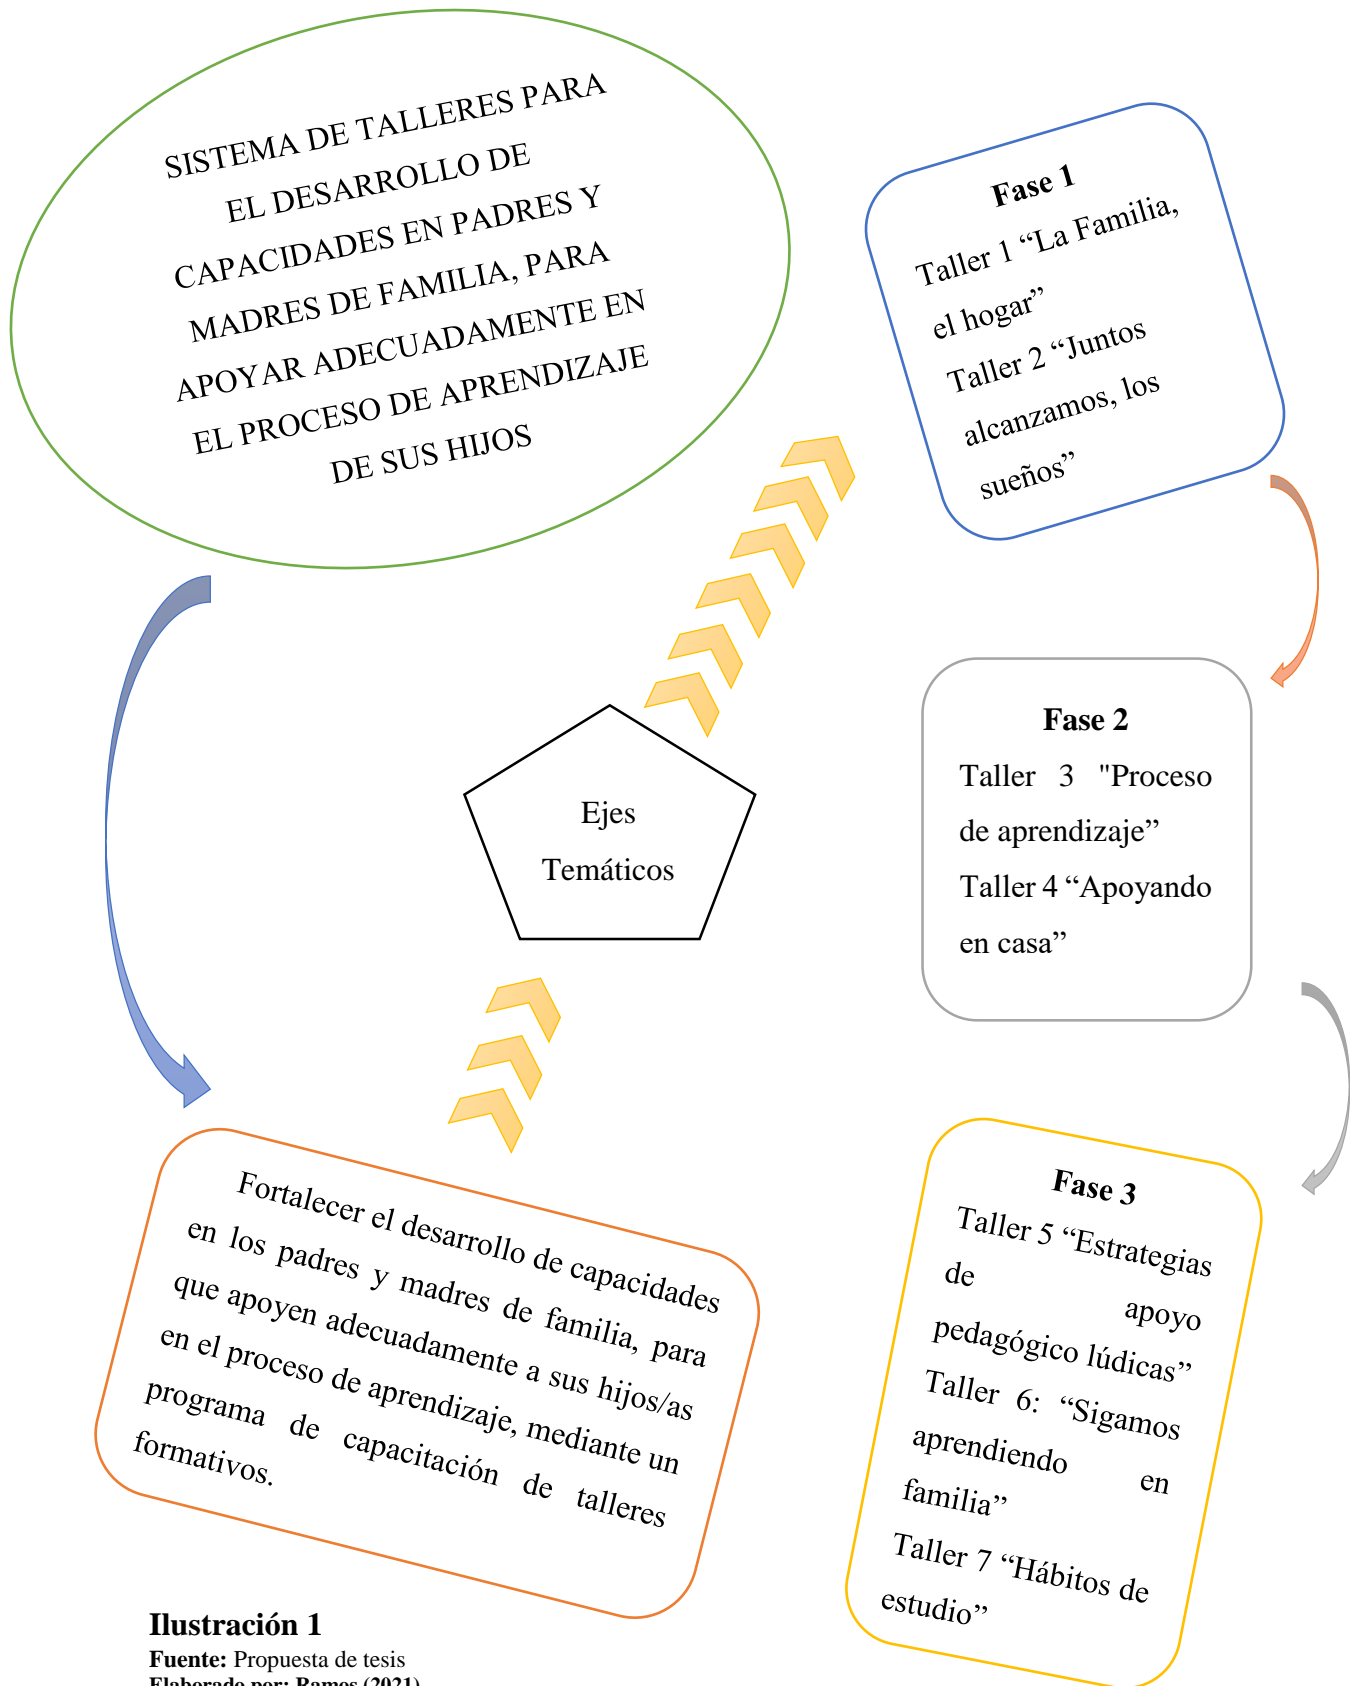 SISTEMA DE TALLERES PARA
EL DESARROLLO DE
CAPACIDADES EN PADRES Y
MADRES DE FAMILIA, PARA
APOYAR ADECUADAMENTE EN
EL PROCESO DE APRENDIZAJE
DE SUS HIJOS
Fase 1
Taller 1 “La Familia,
el hogar”
Taller 2 “Juntos
alcanzamos, los
sueños”
Fase 2
Taller 3 "Proceso
de aprendizaje”
Taller 4 “Apoyando
en casa”
Ejes
Temáticos
Fortalecer el desarrollo de capacidades
en los padres y madres de familia, para
que apoyen adecuadamente a sus hijos/as
en el proceso de aprendizaje, mediante un
programa de capacitación de talleres
formativos.
Fase 3
Taller 5 “Estrategias
de apoyo
pedagógico lúdicas”
Taller 6: “Sigamos
aprendiendo en
familia”
Taller 7 “Hábitos de
estudio”
Ilustración 1
Fuente: Propuesta de tesis
Elaborado por: Ramos (2021)